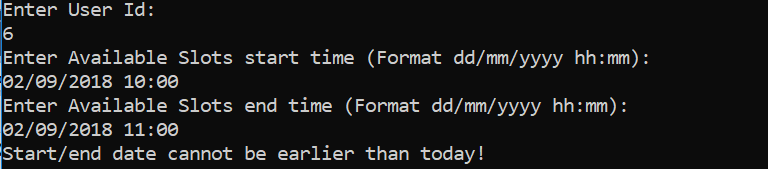 Enter User Id:
6
Enter Available Slots start time (Format dd/mm/yyyy hh:mm):
02/09/2018 10:00
Enter Available Slots end time (Format dd/mm/yyyy hh:mm):
02/09/2018 11:00
Start/end date cannot be earlier than today!